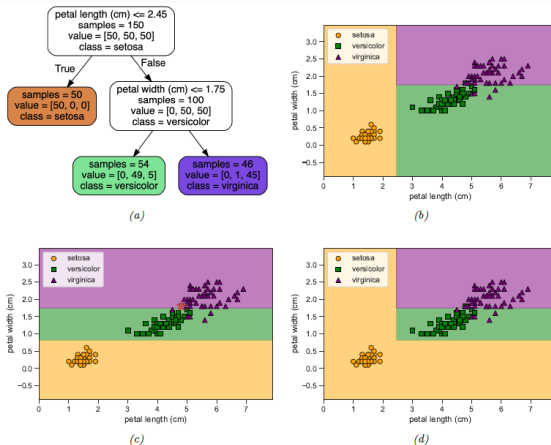 petal length (cm) <= 2.45
samples = 150
value = [50, 50, 50]
class = setosa
True
False
samples = 50
value = [50, 0, 0]
class = setosa
petal width (cm) <= 1.75
samples = 100
value = [0, 50, 50]
class = versicolor
samples = 54
value = [0, 49, 5]
class = versicolor
samples = 46
value = [0, 1, 45]
class = virginica
(a)
setosa
versicolor
virginica
petal width (cm)
3.0
2.5
2.0
1.5
1.0
0.5
0.0
−0.5
0 1 2 3 4 5 6 7
petal length (cm)
(b)
setosa
versicolor
virginica
petal width (cm)
3.0
2.5
2.0
1.5
1.0
0.5
0.0
−0.5
0 1 2 3 4 5 6 7
petal length (cm)
(c)
setosa
versicolor
virginica
petal width (cm)
3.0
2.5
2.0
1.5
1.0
0.5
0.0
−0.5
0 1 2 3 4 5 6 7
petal length (cm)
(d)